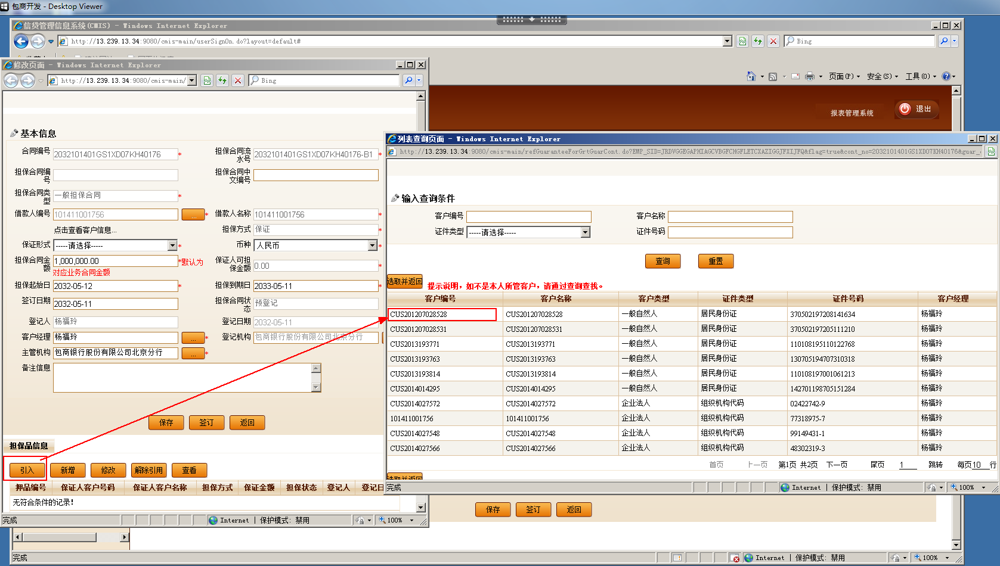 包商开发 - Desktop Viewer
信贷管理信息系统(CMIS) - Windows Internet Explorer
http://13.239.13.34:9080/cmis-main/userSignOn.do?layout=default#
Bing
页面(P)
安全(S)
工具(O)
报表管理系统
退出
修改页面 - Windows Internet Explorer
http://13.239.13.34:9080/cmis-main/
Bing
基本信息
合同编号 2032101401GS1XD07KH40176 *
担保合同流水号 2032101401GS1XD07KH40176-B1 *
担保合同编号
担保合同中文编号
担保合同类型 一般担保合同 *
借款人编号 101411001756 ... *
借款人名称 101411001756 *
点击查看客户信息...
担保方式 保证 *
保证形式 -----请选择----- *
币种 人民币 *
担保合同金额 1,000,000.00 *默认为对应业务合同金额
保证人可担保金额 0.00 *
担保起始日 2032-05-12 *
担保到期日 2033-05-11 *
签订日期 2032-05-11
担保合同状态 预登记
登记人 杨福玲
登记日期 2032-05-11
客户经理 杨福玲 ... *
登记机构 包商银行股份有限公司北京分行
主管机构 包商银行股份有限公司北京分行 ... *
备注信息
保存 签订 返回
担保品信息
引入 新增 修改 解除引用 查看
押品编号 保证人客户号码 保证人客户名称 担保方式 保证金额 担保状态 登记人 登记日
无符合条件的记录!
完成 Internet | 保护模式: 禁用 100%
列表查询页面 - Windows Internet Explorer
http://13.239.13.34:9080/cmis-main/refGuaranteeForGrtGuarCont.do?EMP_SID=JRDVGGEGAPHIAGCVBGFCHGFLETCXAZIGGJFXIJFQ&flag=true&cont_no=2032101401GS1XD07KH40176&guar_
输入查询条件
客户编号 客户名称
证件类型 -----请选择----- 证件号码
查询 重置
选取并返回 提示说明，如不是本人所管客户，请通过查询查找。
客户编号 客户名称 客户类型 证件类型 证件号码 客户经理
CUS201207028528 CUS201207028528 一般自然人 居民身份证 370502197208141634 杨福玲
CUS201207028531 CUS201207028531 一般自然人 居民身份证 370502197205111210 杨福玲
CUS2013193771 CUS2013193771 一般自然人 居民身份证 110108195110122768 杨福玲
CUS2013193763 CUS2013193763 一般自然人 居民身份证 130705194707310318 杨福玲
CUS2013193814 CUS2013193814 一般自然人 居民身份证 110108197001061213 杨福玲
CUS2014014295 CUS2014014295 一般自然人 居民身份证 142701198705151284 杨福玲
CUS2014027572 CUS2014027572 企业法人 组织机构代码 02422742-9 杨福玲
101411001756 101411001756 企业法人 组织机构代码 77318975-7 杨福玲
CUS2014027548 CUS2014027548 企业法人 组织机构代码 99149431-1 杨福玲
CUS2014027566 CUS2014027566 企业法人 组织机构代码 48302319-3 杨福玲
首页 上一页 第1页 共2页 下一页 尾页 1 跳转 每页10 行
选取并返回
完成 Internet | 保护模式: 禁用 100%
保存 签订 返回
完成 Internet | 保护模式: 禁用 100%